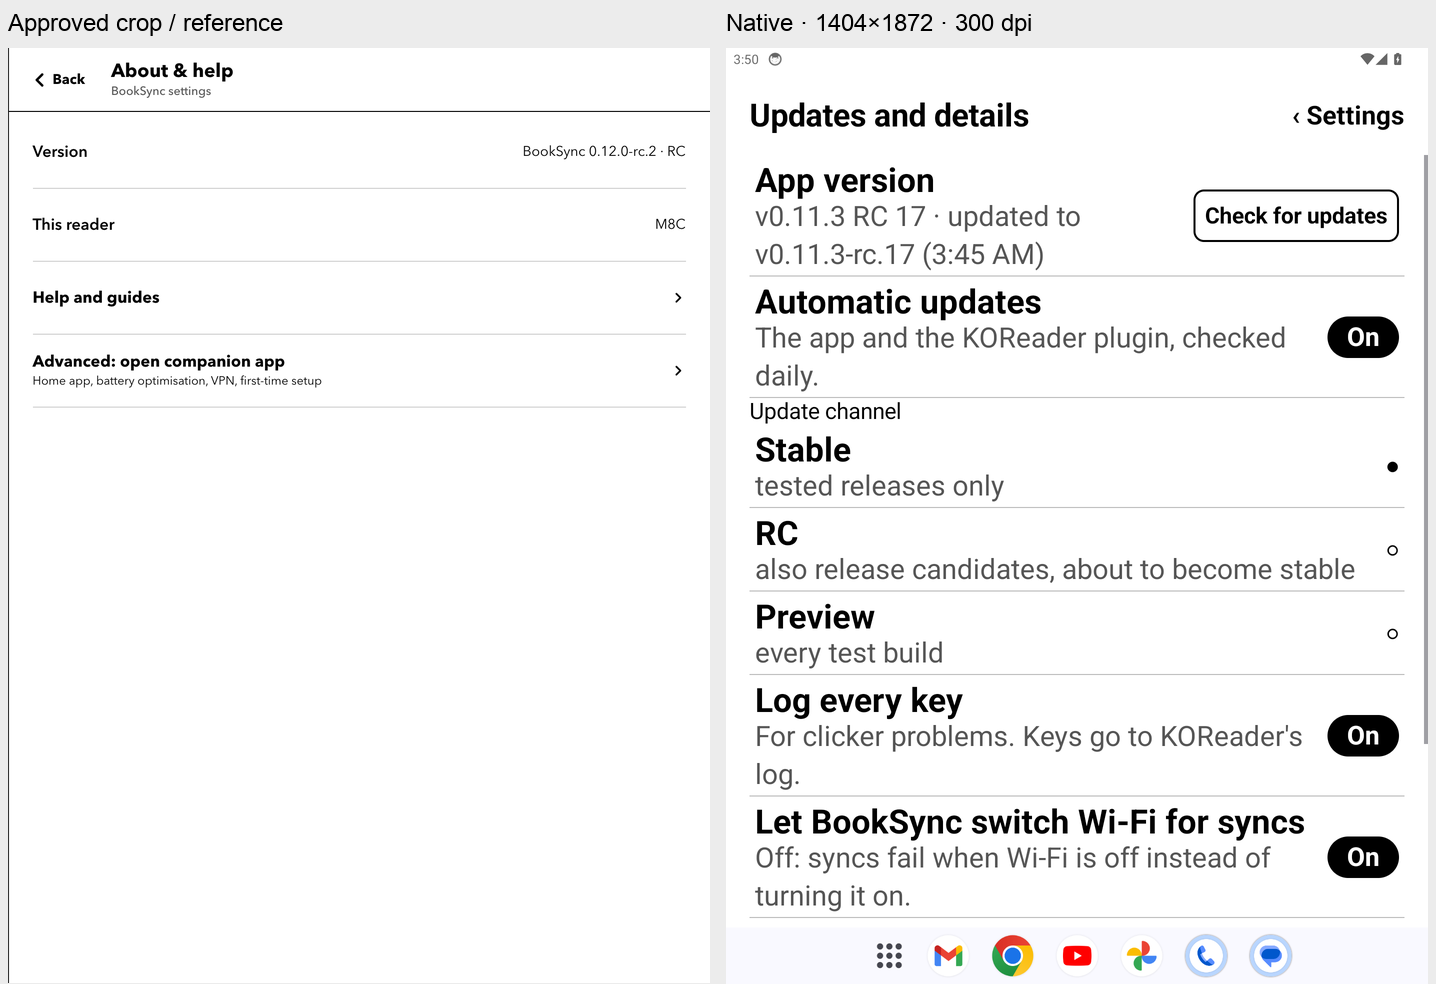 Approved crop / reference
Back
About & help
BookSync settings
Version
BookSync 0.12.0-rc.2 · RC
This reader
M8C
Help and guides
Advanced: open companion app
Home app, battery optimisation, VPN, first-time setup
Native · 1404×1872 · 300 dpi
3:50
Updates and details
‹ Settings
App version
v0.11.3 RC 17 · updated to
v0.11.3-rc.17 (3:45 AM)
Check for updates
Automatic updates
The app and the KOReader plugin, checked
daily.
On
Update channel
Stable
tested releases only
RC
also release candidates, about to become stable
Preview
every test build
Log every key
For clicker problems. Keys go to KOReader's
log.
On
Let BookSync switch Wi-Fi for syncs
Off: syncs fail when Wi-Fi is off instead of
turning it on.
On